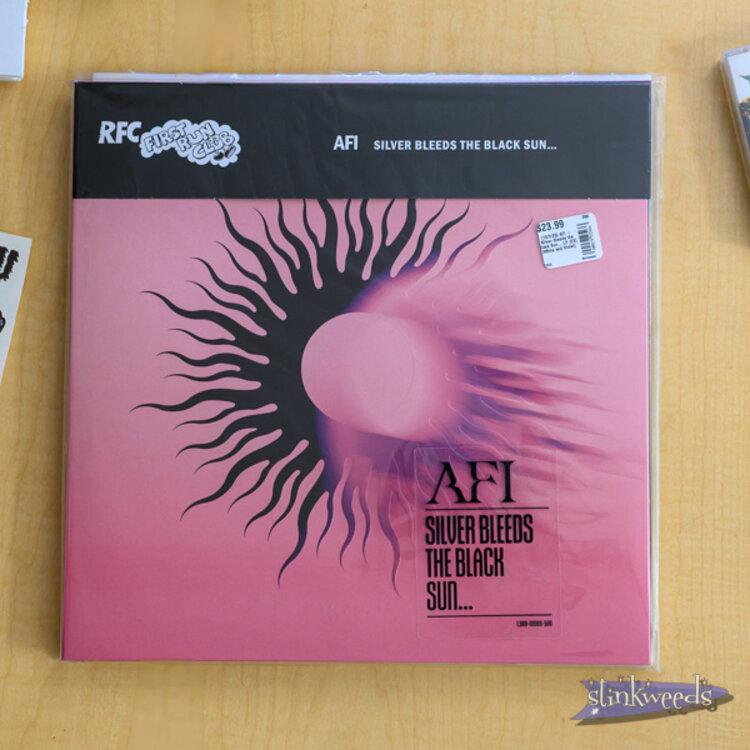 RFC FIRST RUN CLUB
AFI SILVER BLEEDS THE BLACK SUN...
$23.99
AFI
SILVER BLEEDS
THE BLACK
SUN...
stinkweeds